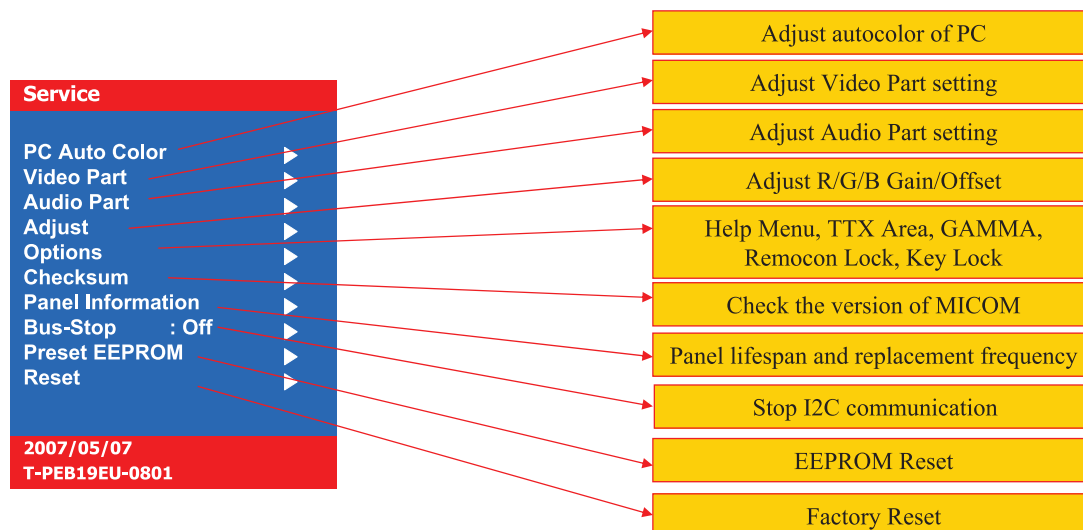 Service
PC Auto Color
Video Part
Audio Part
Adjust
Options
Checksum
Panel Information
Bus-Stop : Off
Preset EEPROM
Reset
2007/05/07
T-PEB19EU-0801
Adjust autocolor of PC
Adjust Video Part setting
Adjust Audio Part setting
Adjust R/G/B Gain/Offset
Help Menu, TTX Area, GAMMA,
Remocon Lock, Key Lock
Check the version of MICOM
Panel lifespan and replacement frequency
Stop I2C communication
EEPROM Reset
Factory Reset